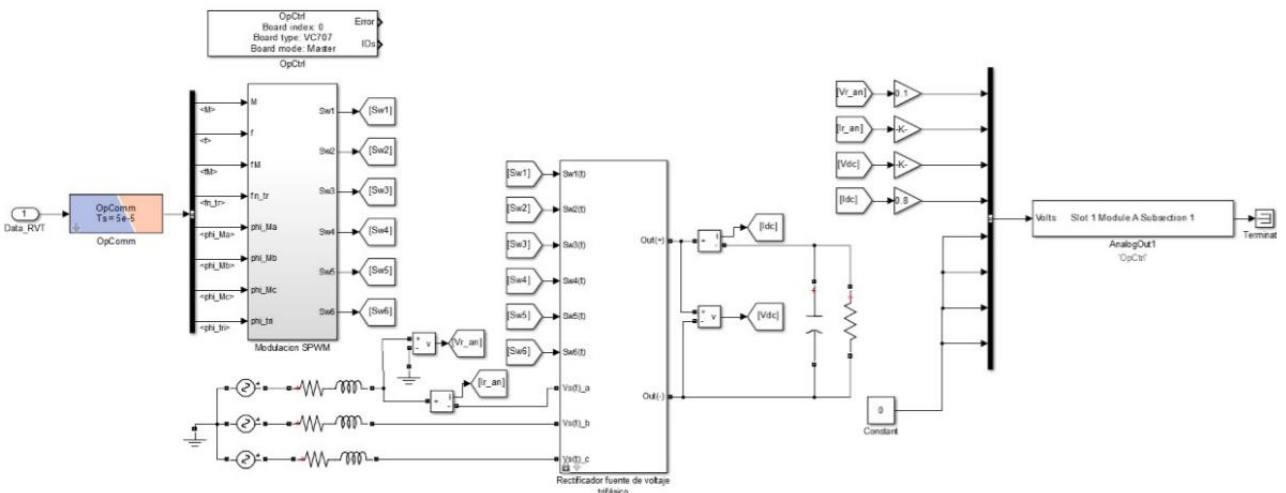 OpCtrl
Board index: 0
Board type: VC707
Board mode: Master
Error
IDs
OpCtrl
1
Data_RVT
OpComm
Ts = 5e-5
OpComm
<M>
<f>
<fM>
<fn_tr>
<phi_Ma>
<phi_Mb>
<phi_Mc>
<phi_tri>
M
f
fM
fn_tr
phi_Ma
phi_Mb
phi_Mc
phi_tri
Sw1
Sw2
Sw3
Sw4
Sw5
Sw6
[Sw1]
[Sw2]
[Sw3]
[Sw4]
[Sw5]
[Sw6]
Modulacion SPWM
+
-
v
[Vr_an]
+
i
-
[Ir_an]
[Sw1]
[Sw2]
[Sw3]
[Sw4]
[Sw5]
[Sw6]
Sw1(t)
Sw2(t)
Sw3(t)
Sw4(t)
Sw5(t)
Sw6(t)
Vs(t)_a
Vs(t)_b
Vs(t)_c
Out(+)
Out(-)
Rectificador fuente de voltaje
trifásico
+
i
-
[Idc]
+
-
v
[Vdc]
[Vr_an]
0.1
[Ir_an]
-K-
[Vdc]
-K-
[Idc]
0.8
0
Constant
Volts
Slot 1 Module A Subsection 1
AnalogOut1
'OpCtrl'
Terminat